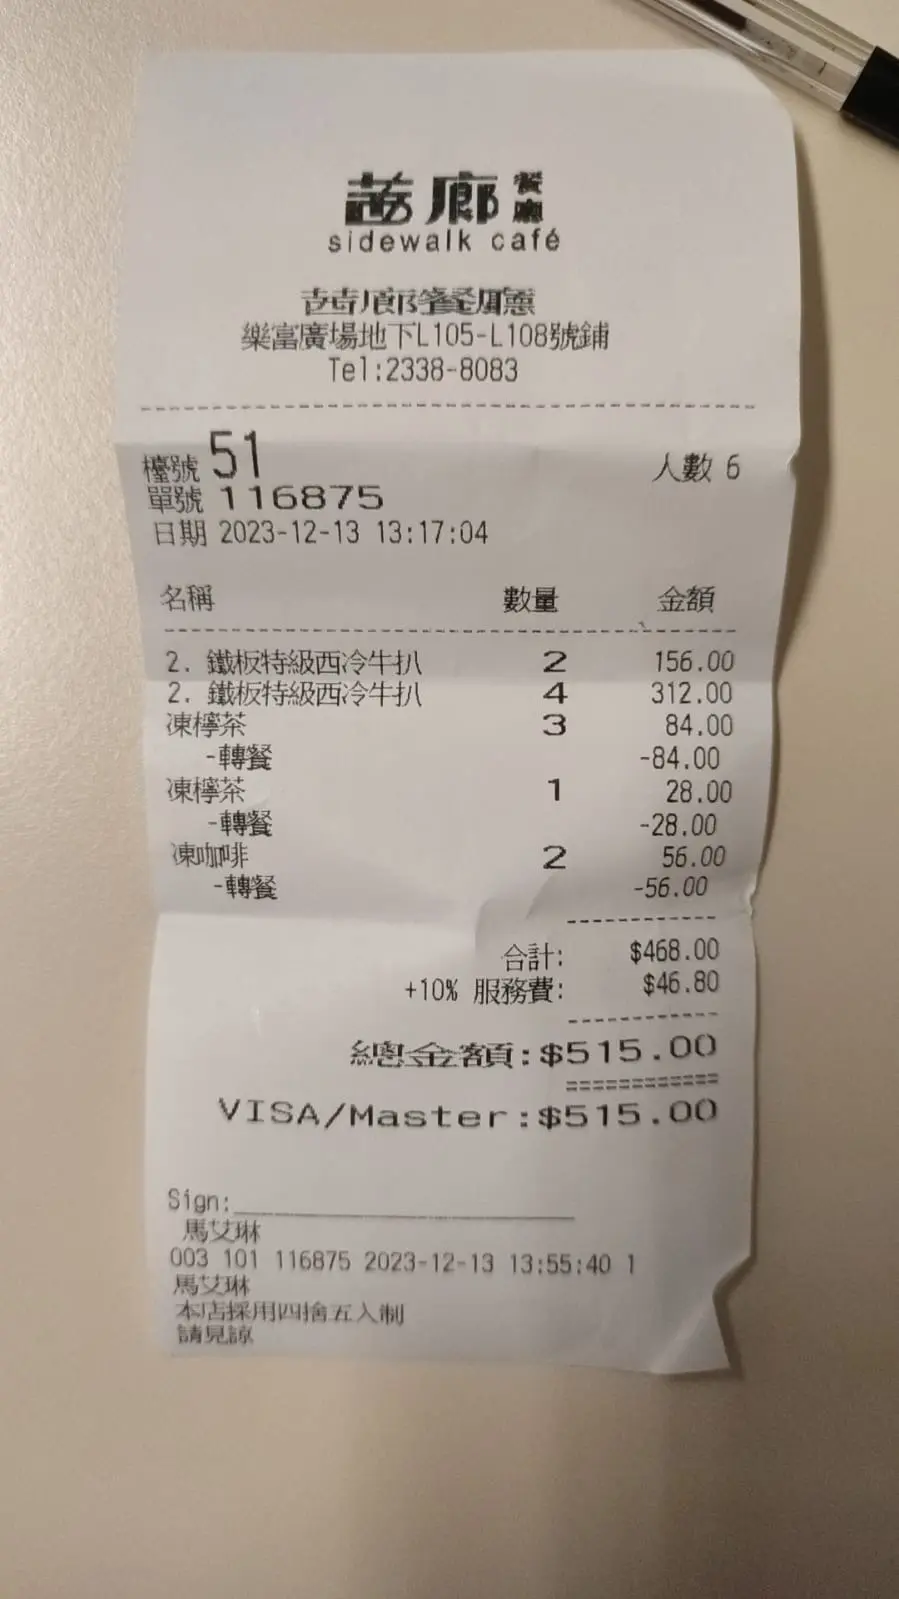 茜廊 餐廳
sidewalk café
茜廊餐廳
樂富廣場地下L105-L108號鋪
Tel:2338-8083
檯號 51 人數 6
單號 116875
日期 2023-12-13 13:17:04
名稱 數量 金額
2. 鐵板特級西冷牛扒 2 156.00
2. 鐵板特級西冷牛扒 4 312.00
凍檸茶 3 84.00
-轉餐 -84.00
凍檸茶 1 28.00
-轉餐 -28.00
凍咖啡 2 56.00
-轉餐 -56.00
合計: $468.00
+10% 服務費: $46.80
總金額:$515.00
============
VISA/Master:$515.00
Sign:
馬艾琳
003 101 116875 2023-12-13 13:55:40 1
馬艾琳
本店採用四捨五入制
請見諒